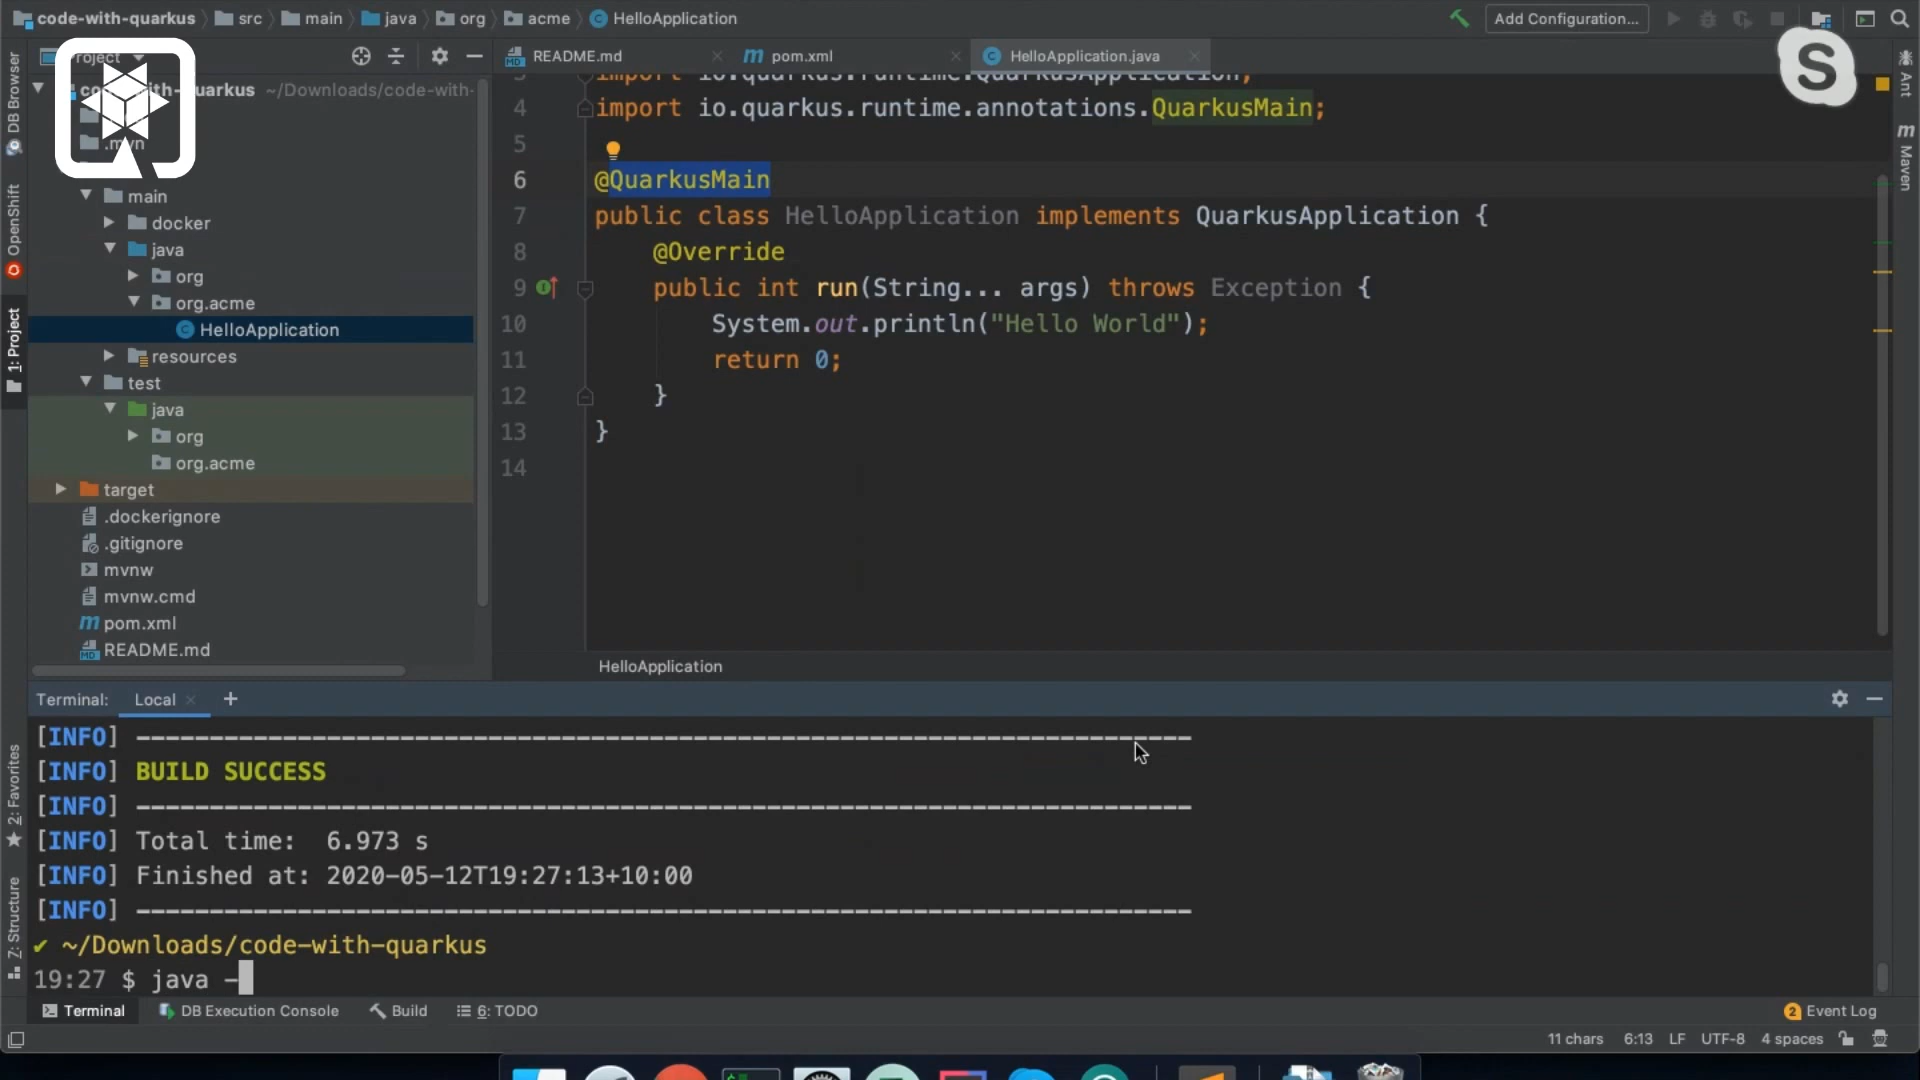 code-with-quarkus src main java org acme HelloApplication Add Configuration...
README.md pom.xml HelloApplication.java
~/Downloads/code-with-
.mvn
main
docker
java
org
org.acme
HelloApplication
resources
test
java
org
org.acme
target
.dockerignore
.gitignore
mvnw
mvnw.cmd
pom.xml
README.md
DB Browser
OpenShift
1: Project
2: Favorites
Z: Structure
import io.quarkus.runtime.QuarkusApplication;
4 import io.quarkus.runtime.annotations.QuarkusMain;
5
6 @QuarkusMain
7 public class HelloApplication implements QuarkusApplication {
8 @Override
9 public int run(String... args) throws Exception {
10 System.out.println("Hello World");
11 return 0;
12 }
13 }
14
HelloApplication
Ant
Maven
Terminal: Local
[INFO] ------------------------------------------------------------------------
[INFO] BUILD SUCCESS
[INFO] ------------------------------------------------------------------------
[INFO] Total time: 6.973 s
[INFO] Finished at: 2020-05-12T19:27:13+10:00
[INFO] ------------------------------------------------------------------------
✔ ~/Downloads/code-with-quarkus
19:27 $ java -
Terminal DB Execution Console Build 6: TODO 2 Event Log
11 chars 6:13 LF UTF-8 4 spaces